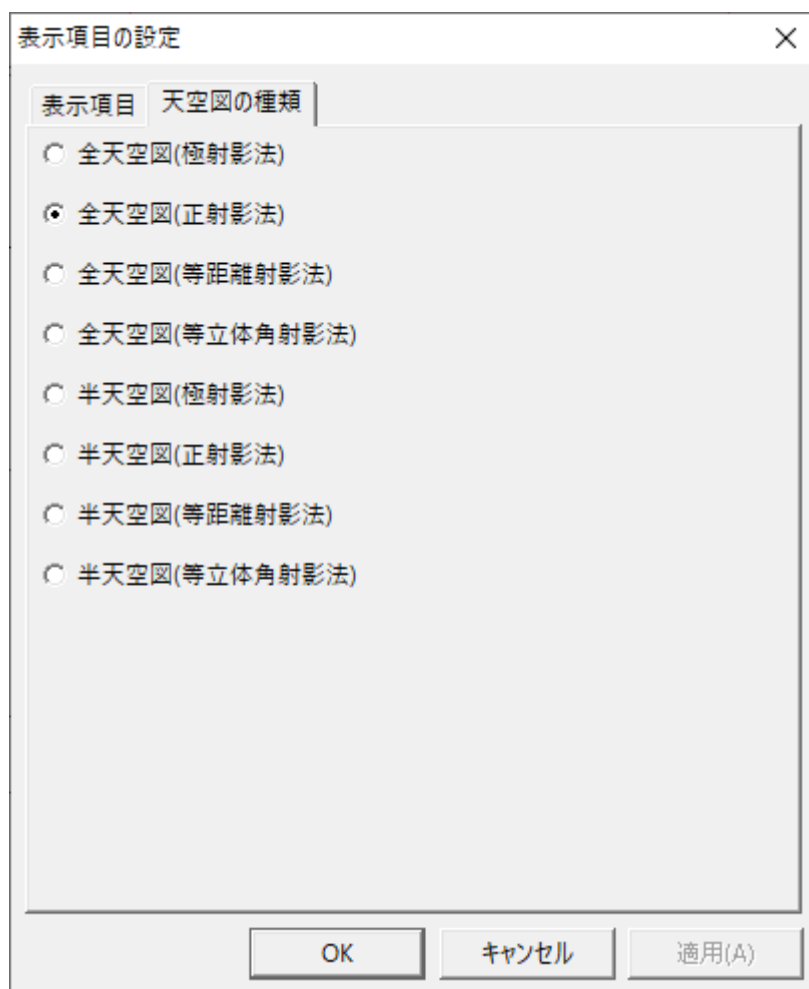 表示項目の設定
表示項目 天空図の種類
全天空図(極射影法)
全天空図(正射影法)
全天空図(等距離射影法)
全天空図(等立体角射影法)
半天空図(極射影法)
半天空図(正射影法)
半天空図(等距離射影法)
半天空図(等立体角射影法)
OK キャンセル 適用(A)